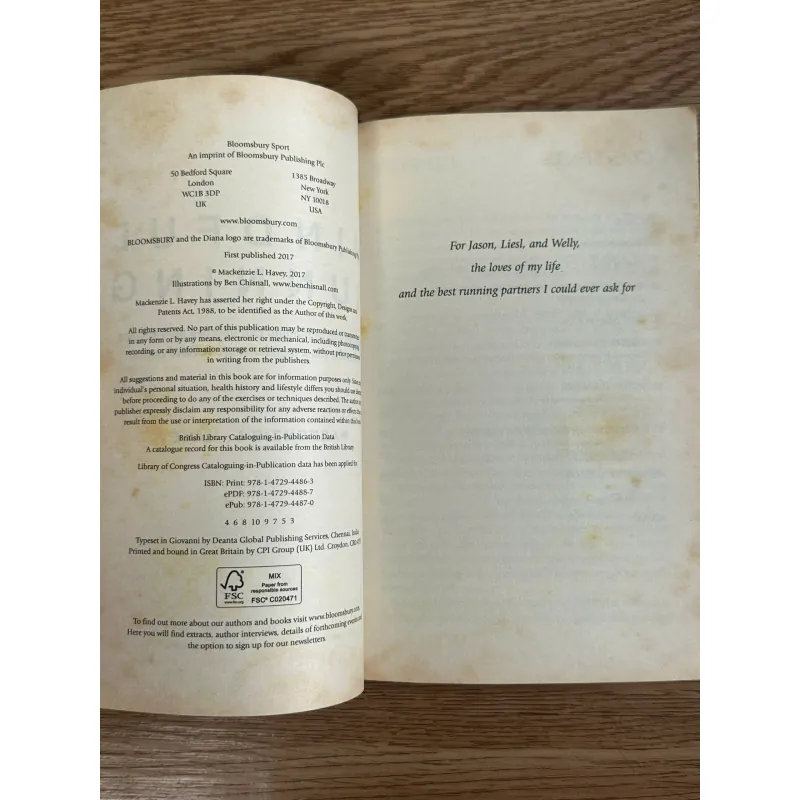 Bloomsbury Sport
An imprint of Bloomsbury Publishing Plc
50 Bedford Square
London
WC1B 3DP
UK
1385 Broadway
New York
NY 10018
USA
www.bloomsbury.com
BLOOMSBURY and the Diana logo are trademarks of Bloomsbury Publishing
First published 2017
© Mackenzie L. Havey, 2017
Illustrations by Ben Chisnall, www.benchisnall.com
Mackenzie L. Havey has asserted her right under the Copyright, Designs and
Patents Act, 1988, to be identified as the Author of this work.
All rights reserved. No part of this publication may be reproduced or
in any form or by any means, electronic or mechanical, including photocopying,
recording, or any information storage or retrieval system, without prior
in writing from the publishers.
All suggestions and material in this book are for information purposes only.
individual's personal situation, health history and lifestyle differs you should
before proceeding to do any of the exercises or techniques described. The author
publisher expressly disclaim any responsibility for any adverse reactions or effects
result from the use or interpretation of the information contained within the
British Library Cataloguing-in-Publication Data
A catalogue record for this book is available from the British Library
Library of Congress Cataloguing-in-Publication data has been applied for
ISBN: Print: 978-1-4729-4486-3
ePDF: 978-1-4729-4488-7
ePub: 978-1-4729-4487-0
4 6 8 10 9 7 5 3
Typeset in Giovanni by Deanta Global Publishing Services, Chennai, India
Printed and bound in Great Britain by CPI Group (UK) Ltd. Croydon,
FSC
www.fsc.org
MIX
Paper from
responsible sources
FSC® C020471
To find out more about our authors and books visit www.bloomsbury.com
Here you will find extracts, author interviews, details of forthcoming events and
the option to sign up for our newsletters.
For Jason, Liesl, and Welly,
the loves of my life
and the best running partners I could ever ask for